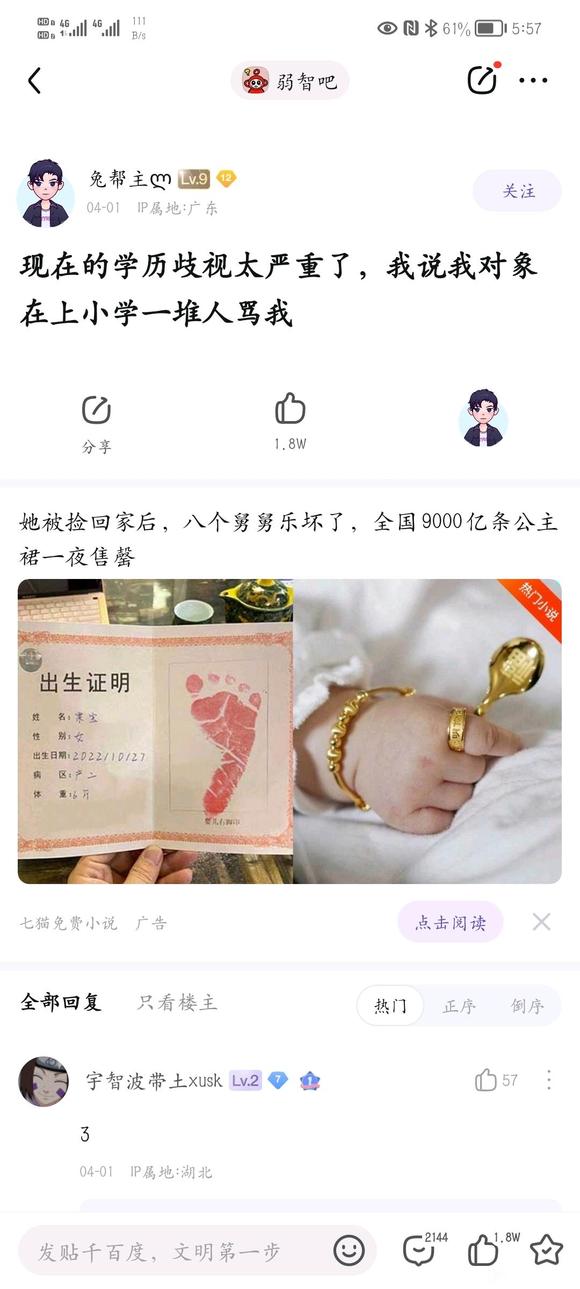 HD 4G 4G 111 B/s 61% 5:57
弱智吧
兔帮主ლ Lv.9 12
04-01 IP属地:广东
关注
现在的学历歧视太严重了，我说我对象
在上小学一堆人骂我
分享
1.8W
她被捡回家后，八个舅舅乐坏了，全国9000亿条公主
裙一夜售罄
热门小说
出生证明
姓 名:
性 别:女
出生日期:2022/10/27
病 区:产二
体 重:6斤
婴儿右脚印
七猫免费小说 广告
点击阅读
全部回复 只看楼主 热门 正序 倒序
宇智波带土xusk Lv.2 7 1 57
3
04-01 IP属地:湖北
发贴千百度，文明第一步 2144 1.8W